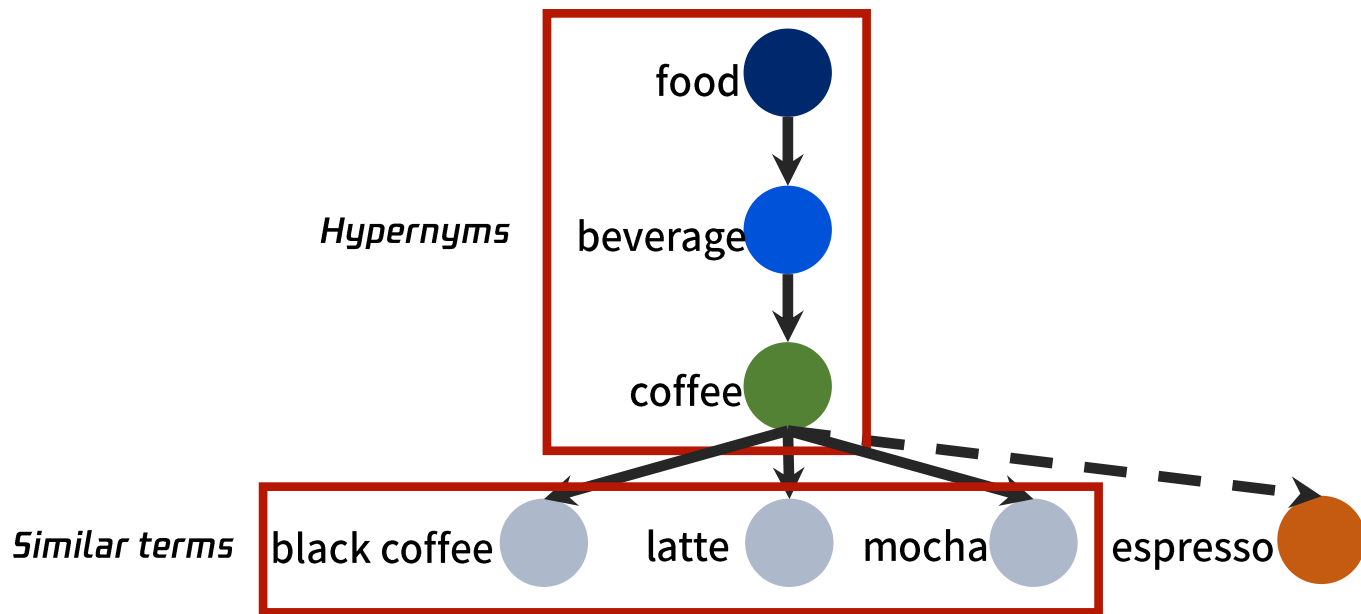 food
Hypernyms
beverage
coffee
Similar terms
black coffee
latte
mocha
espresso